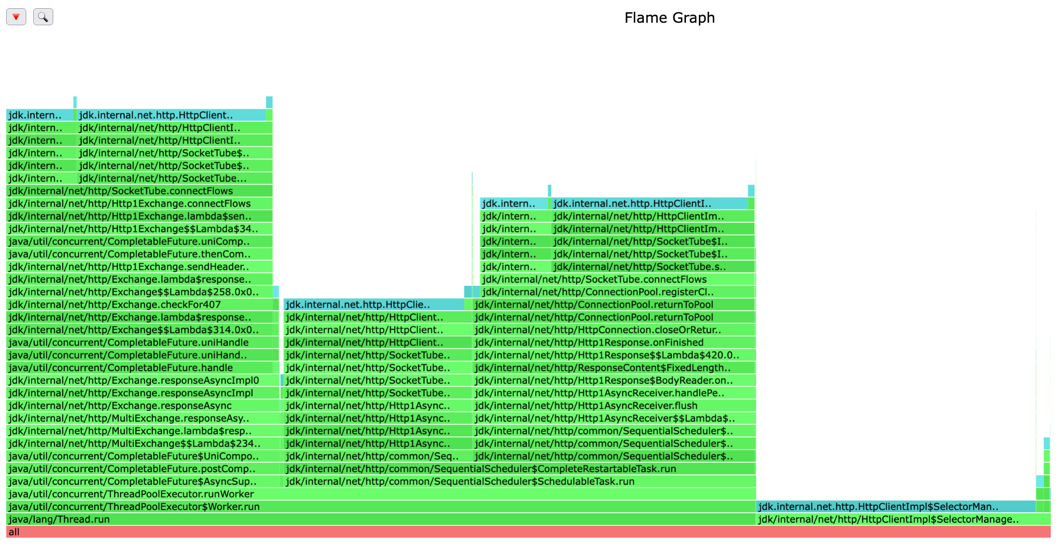 Flame Graph
jdk.intern.. jdk.internal.net.http.HttpClient..
jdk/intern.. jdk/internal/net/http/HttpClientI..
jdk/intern.. jdk/internal/net/http/HttpClientI..
jdk/intern.. jdk/internal/net/http/SocketTube$..
jdk/intern.. jdk/internal/net/http/SocketTube$..
jdk/intern.. jdk/internal/net/http/SocketTube...
jdk/internal/net/http/SocketTube.connectFlows
jdk/internal/net/http/Http1Exchange.connectFlows jdk.intern.. jdk.internal.net.http.HttpClientI..
jdk/internal/net/http/Http1Exchange.lambda$sen.. jdk/intern.. jdk/internal/net/http/HttpClientIm..
jdk/internal/net/http/Http1Exchange$$Lambda$34.. jdk/intern.. jdk/internal/net/http/HttpClientIm..
java/util/concurrent/CompletableFuture.uniComp.. jdk/intern.. jdk/internal/net/http/SocketTube$I..
java/util/concurrent/CompletableFuture.thenCom.. jdk/intern.. jdk/internal/net/http/SocketTube$I..
jdk/internal/net/http/Http1Exchange.sendHeader.. jdk/intern.. jdk/internal/net/http/SocketTube.s..
jdk/internal/net/http/Exchange.lambda$response.. jdk/internal/net/http/SocketTube.connectFlows
jdk/internal/net/http/Exchange$$Lambda$258.0x0.. jdk/internal/net/http/ConnectionPool.registerCl..
jdk/internal/net/http/Exchange.checkFor407 jdk.internal.net.http.HttpClie.. jdk/internal/net/http/ConnectionPool.returnToPool
jdk/internal/net/http/Exchange.lambda$response.. jdk/internal/net/http/HttpClient.. jdk/internal/net/http/ConnectionPool.returnToPool
jdk/internal/net/http/Exchange$$Lambda$314.0x0.. jdk/internal/net/http/HttpClient.. jdk/internal/net/http/HttpConnection.closeOrRetur..
java/util/concurrent/CompletableFuture.uniHandle jdk/internal/net/http/HttpClient.. jdk/internal/net/http/Http1Response.onFinished
java/util/concurrent/CompletableFuture.uniHand.. jdk/internal/net/http/SocketTube.. jdk/internal/net/http/Http1Response$$Lambda$420.0..
java/util/concurrent/CompletableFuture.handle jdk/internal/net/http/SocketTube.. jdk/internal/net/http/ResponseContent$FixedLength..
jdk/internal/net/http/Exchange.responseAsyncImpl0 jdk/internal/net/http/SocketTube.. jdk/internal/net/http/Http1Response$BodyReader.on..
jdk/internal/net/http/Exchange.responseAsyncImpl jdk/internal/net/http/SocketTube.. jdk/internal/net/http/Http1AsyncReceiver.handlePe..
jdk/internal/net/http/Exchange.responseAsync jdk/internal/net/http/Http1Async.. jdk/internal/net/http/Http1AsyncReceiver.flush
jdk/internal/net/http/MultiExchange.responseAsy.. jdk/internal/net/http/Http1Async.. jdk/internal/net/http/Http1AsyncReceiver$$Lambda$..
jdk/internal/net/http/MultiExchange.lambda$resp.. jdk/internal/net/http/Http1Async.. jdk/internal/net/http/common/SequentialScheduler$..
jdk/internal/net/http/MultiExchange$$Lambda$234.. jdk/internal/net/http/Http1Async.. jdk/internal/net/http/common/SequentialScheduler$..
java/util/concurrent/CompletableFuture$UniCompo.. jdk/internal/net/http/common/Seq.. jdk/internal/net/http/common/SequentialScheduler$..
java/util/concurrent/CompletableFuture.postComp.. jdk/internal/net/http/common/SequentialScheduler$CompleteRestartableTask.run
java/util/concurrent/CompletableFuture$AsyncSup.. jdk/internal/net/http/common/SequentialScheduler$SchedulableTask.run
java/util/concurrent/ThreadPoolExecutor.runWorker
java/util/concurrent/ThreadPoolExecutor$Worker.run jdk.internal.net.http.HttpClientImpl$SelectorMan..
java/lang/Thread.run jdk/internal/net/http/HttpClientImpl$SelectorManage..
all